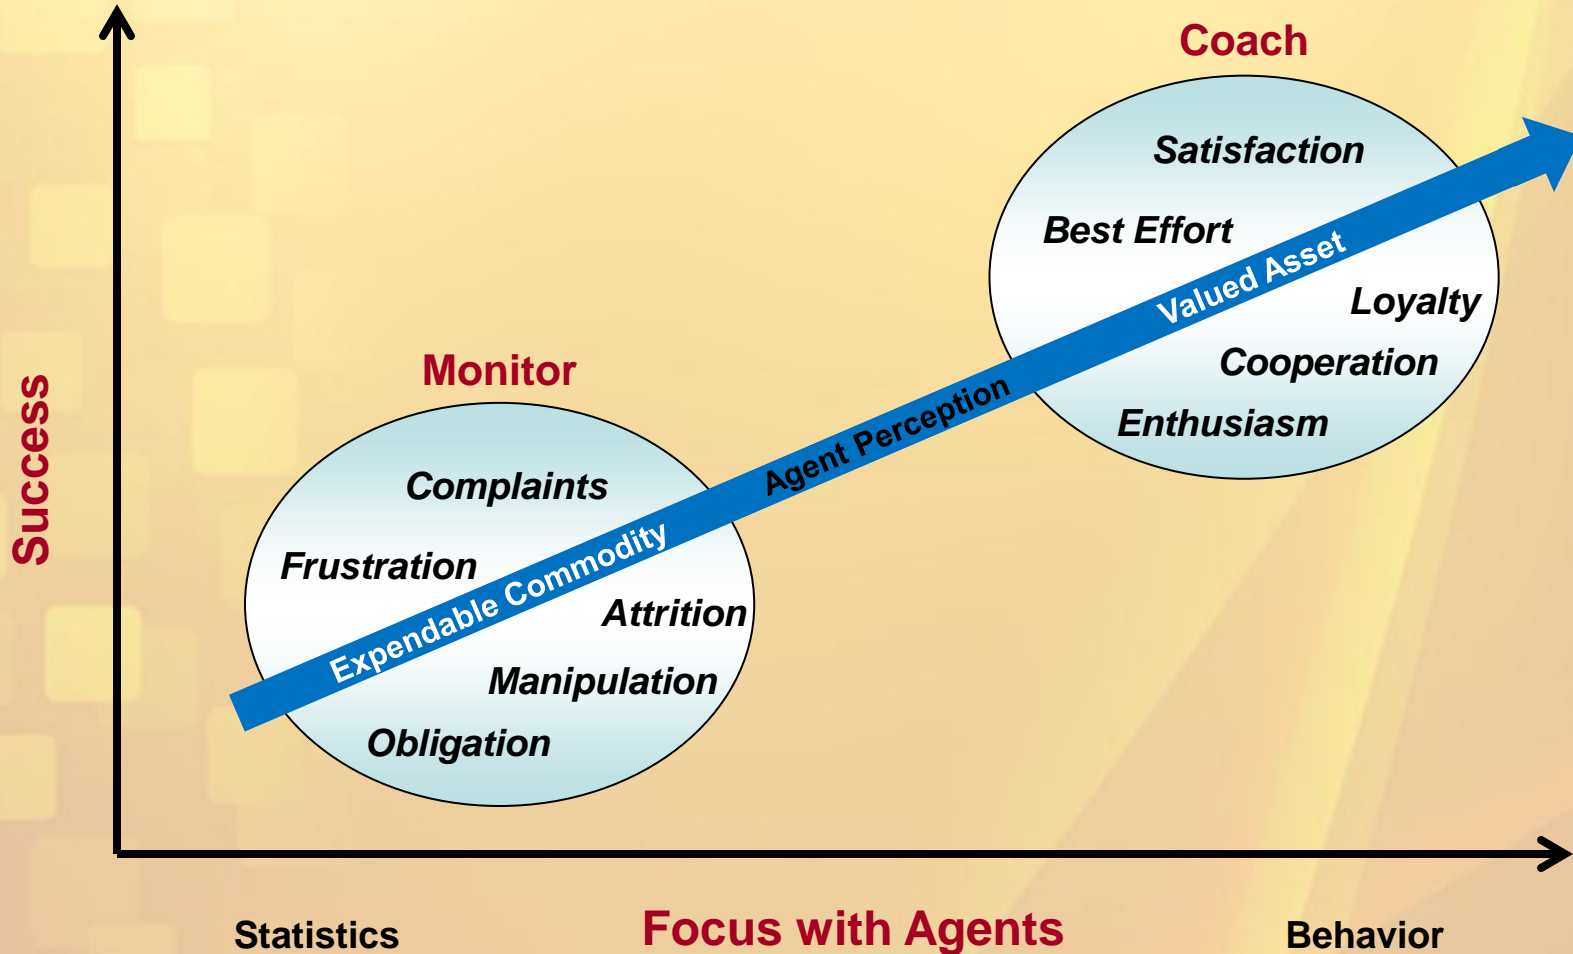 Coach
Satisfaction
Best Effort
Valued Asset
Loyalty
Cooperation
Enthusiasm
Agent Perception
Monitor
Complaints
Frustration
Expendable Commodity
Attrition
Manipulation
Obligation
Success
Statistics
Focus with Agents
Behavior